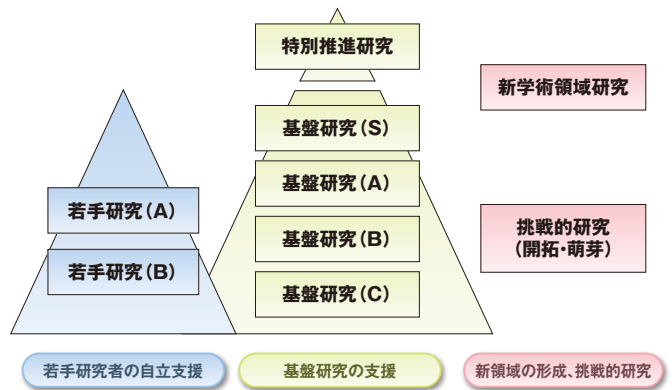 特別推進研究
新学術領域研究
基盤研究(S)
基盤研究(A)
若手研究(A)
挑戦的研究
(開拓・萌芽)
基盤研究(B)
若手研究(B)
基盤研究(C)
若手研究者の自立支援
基盤研究の支援
新領域の形成、挑戦的研究